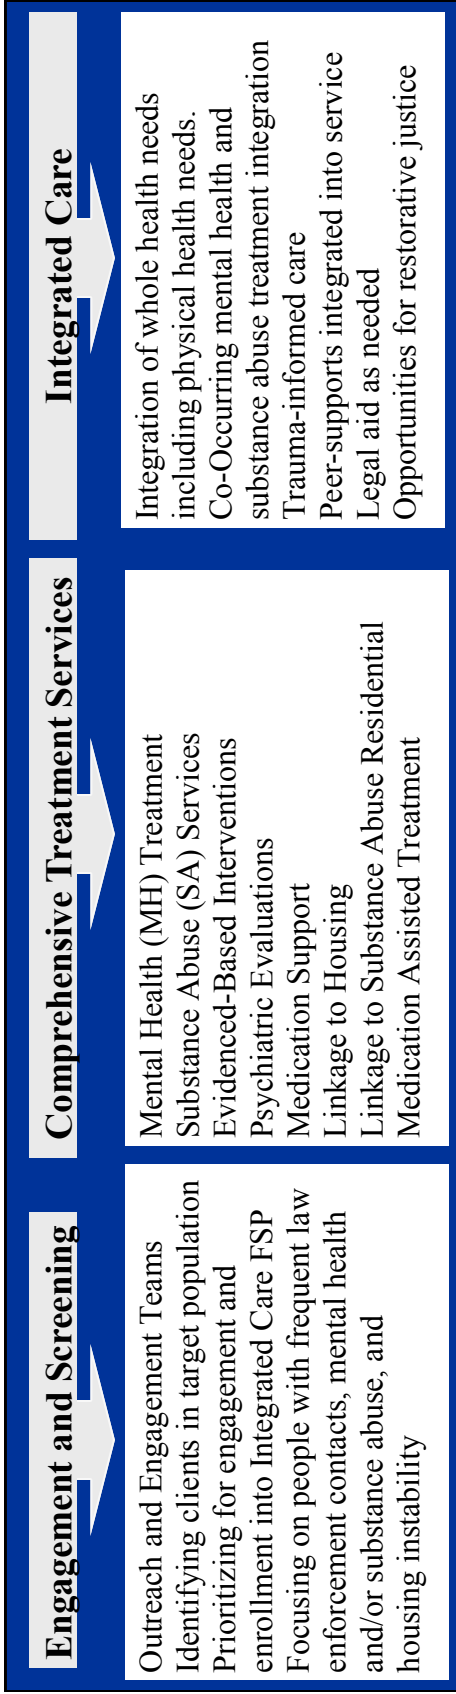 Engagement and Screening
Outreach and Engagement Teams
Identifying clients in target population
Prioritizing for engagement and
enrollment into Integrated Care FSP
Focusing on people with frequent law
enforcement contacts, mental health
and/or substance abuse, and
housing instability
Comprehensive Treatment Services
Mental Health (MH) Treatment
Substance Abuse (SA) Services
Evidenced-Based Interventions
Psychiatric Evaluations
Medication Support
Linkage to Housing
Linkage to Substance Abuse Residential
Medication Assisted Treatment
Integrated Care
Integration of whole health needs
including physical health needs.
Co-Occurring mental health and
substance abuse treatment integration
Trauma-informed care
Peer-supports integrated into service
Legal aid as needed
Opportunities for restorative justice